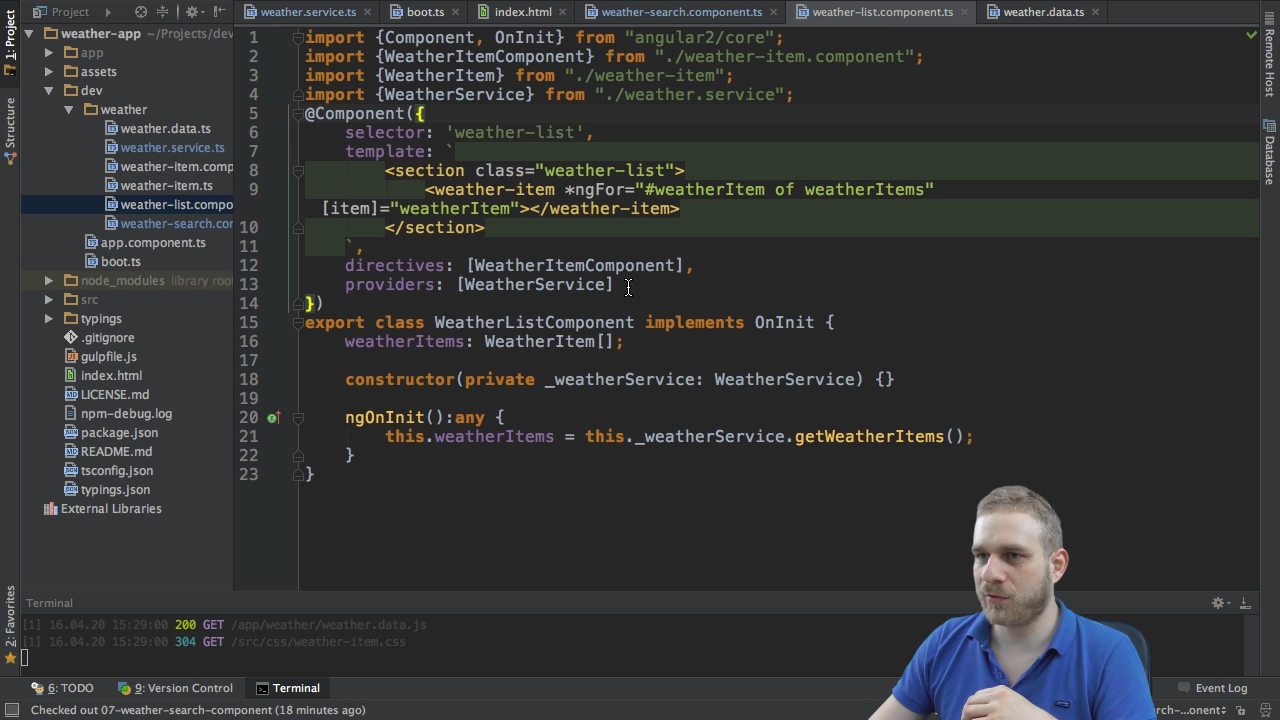 Project
weather.service.ts
boot.ts
index.html
weather-search.component.ts
weather-list.component.ts
weather.data.ts
1: Project
Structure
2: Favorites
Remote Host
Database
weather-app ~/Projects/dev
app
assets
dev
weather
weather.data.ts
weather.service.ts
weather-item.comp
weather-item.ts
weather-list.compo
weather-search.cor
app.component.ts
boot.ts
node_modules library root
src
typings
.gitignore
gulpfile.js
index.html
LICENSE.md
npm-debug.log
package.json
README.md
tsconfig.json
typings.json
External Libraries
1 import {Component, OnInit} from "angular2/core";
2 import {WeatherItemComponent} from "./weather-item.component";
3 import {WeatherItem} from "./weather-item";
4 import {WeatherService} from "./weather.service";
5 @Component({
6 selector: 'weather-list',
7 template: `
8 <section class="weather-list">
9 <weather-item *ngFor="#weatherItem of weatherItems"
[item]="weatherItem"></weather-item>
10 </section>
11 `,
12 directives: [WeatherItemComponent],
13 providers: [WeatherService]
14 })
15 export class WeatherListComponent implements OnInit {
16 weatherItems: WeatherItem[];
17
18 constructor(private _weatherService: WeatherService) {}
19
20 ngOnInit():any {
21 this.weatherItems = this._weatherService.getWeatherItems();
22 }
23 }
Terminal
[1] 16.04.20 15:29:00 200 GET /app/weather/weather.data.js
[1] 16.04.20 15:29:00 304 GET /src/css/weather-item.css
6: TODO
9: Version Control
Terminal
Event Log
Checked out 07-weather-search-component (18 minutes ago)
rch-...onent